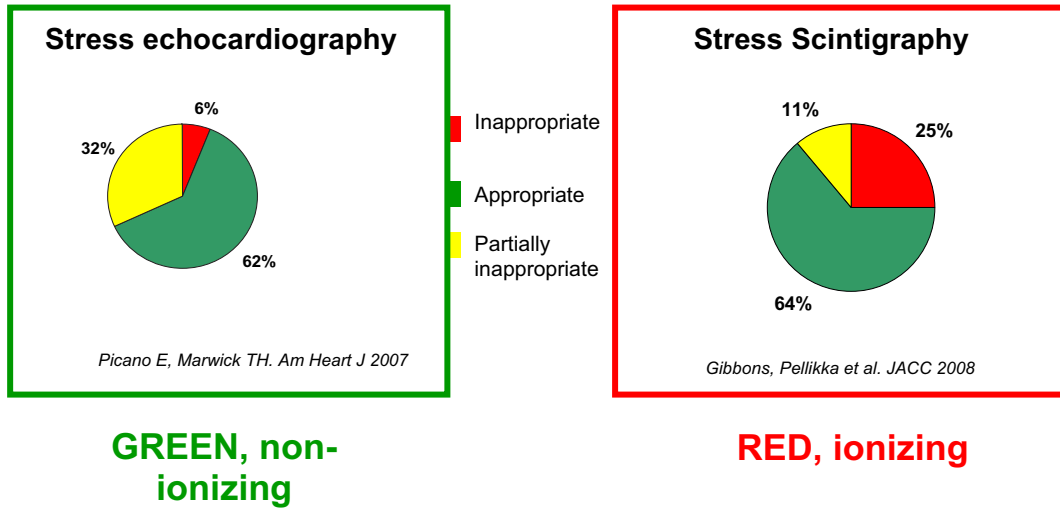 Stress echocardiography
6%
32%
62%
Picano E, Marwick TH. Am Heart J 2007
GREEN, non-
ionizing
Inappropriate
Appropriate
Partially
inappropriate
Stress Scintigraphy
11%
25%
64%
Gibbons, Pellikka et al. JACC 2008
RED, ionizing